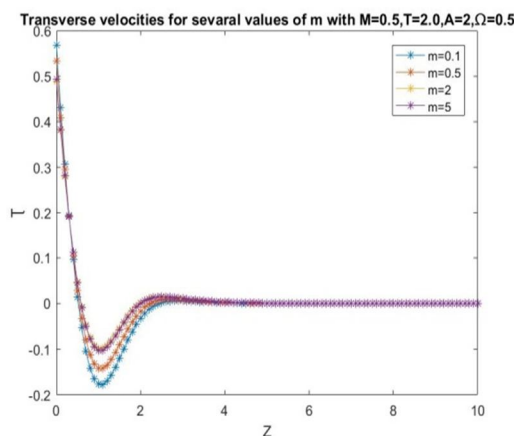 Transverse velocities for sevaral values of m with M=0.5,T=2.0,A=2,Ω=0.5
0.6
0.5
0.4
0.3
0.2
0.1
0
-0.1
-0.2
τ
m=0.1
m=0.5
m=2
m=5
0 2 4 6 8 10
Z